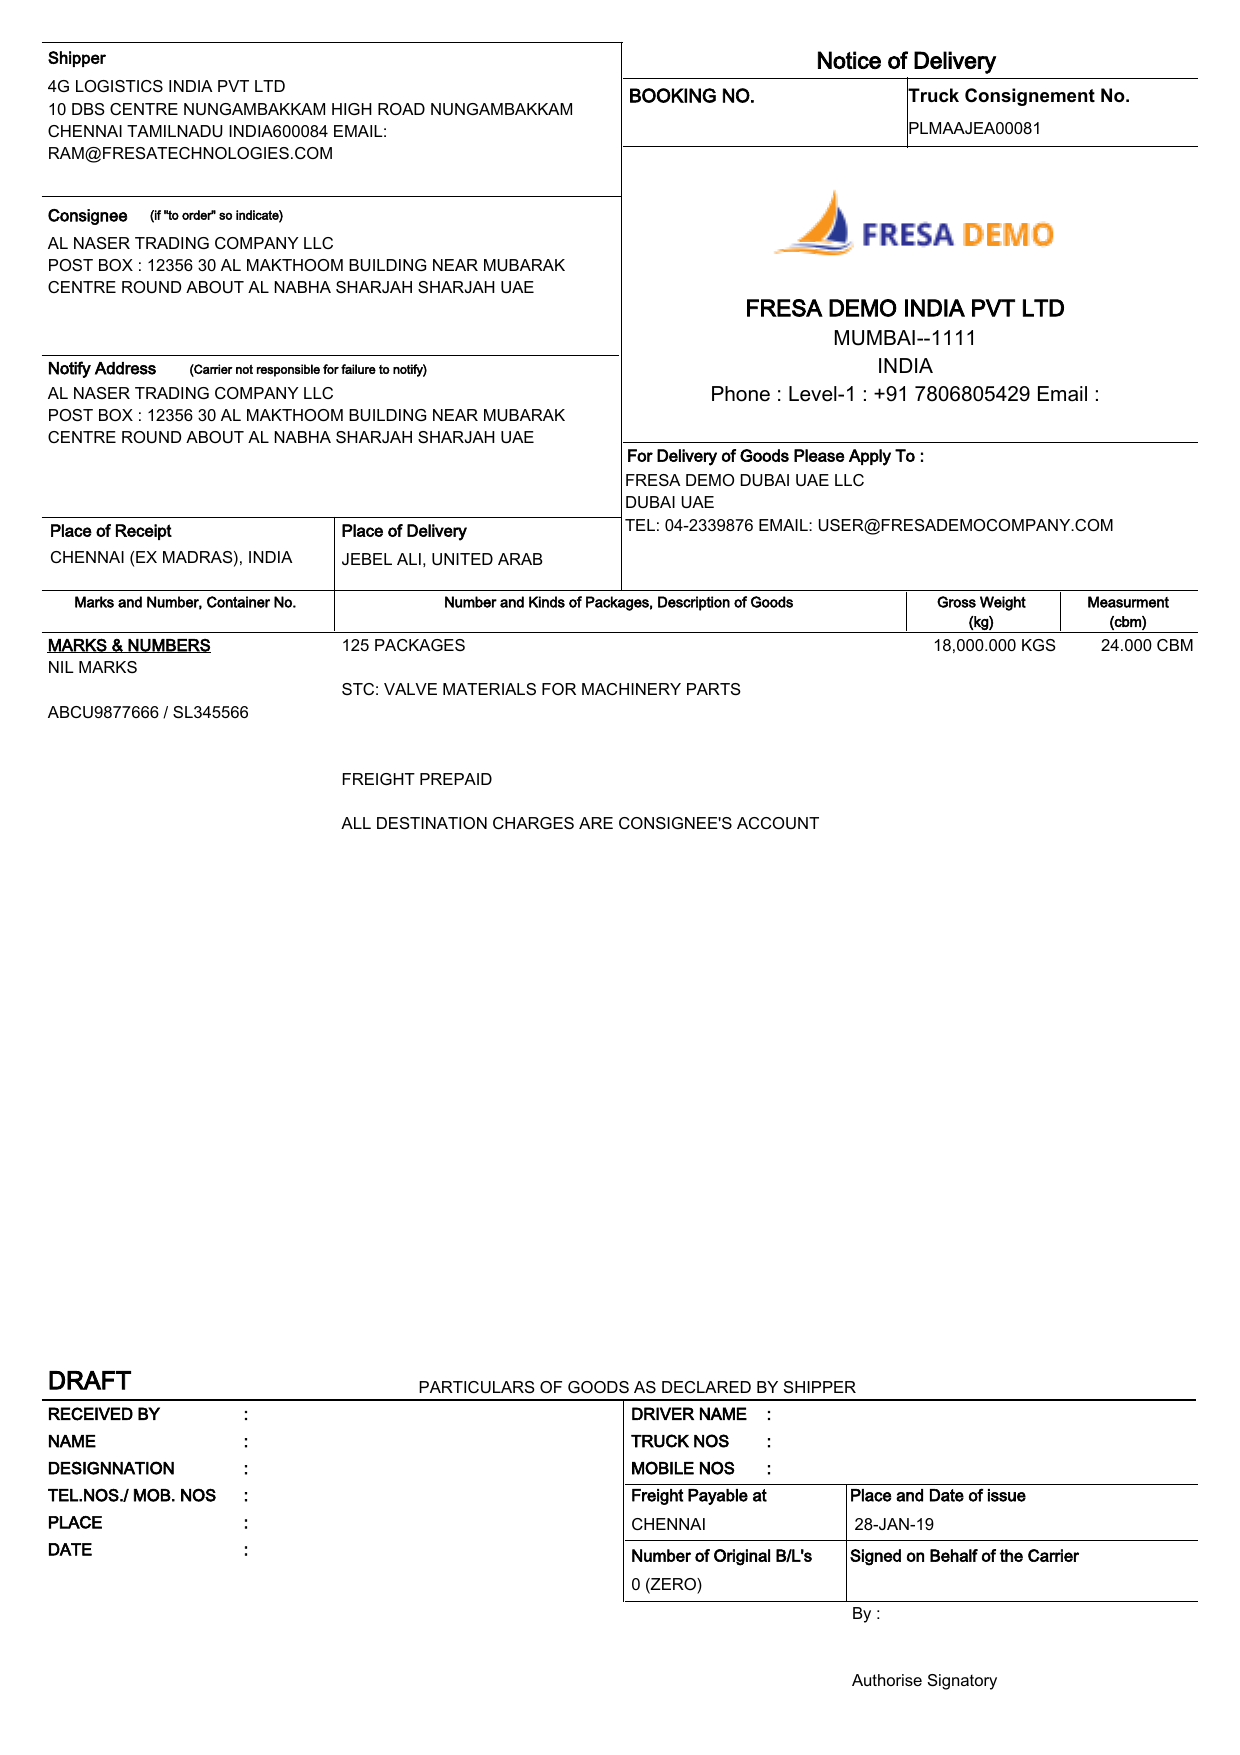 Shipper
4G LOGISTICS INDIA PVT LTD
10 DBS CENTRE NUNGAMBAKKAM HIGH ROAD NUNGAMBAKKAM
CHENNAI TAMILNADU INDIA600084 EMAIL:
RAM@FRESATECHNOLOGIES.COM
Notice of Delivery
BOOKING NO.
Truck Consignement No.
PLMAAJEA00081
Consignee (if "to order" so indicate)
AL NASER TRADING COMPANY LLC
POST BOX : 12356 30 AL MAKTHOOM BUILDING NEAR MUBARAK
CENTRE ROUND ABOUT AL NABHA SHARJAH SHARJAH UAE
FRESA DEMO
FRESA DEMO INDIA PVT LTD
MUMBAI--1111
INDIA
Phone : Level-1 : +91 7806805429 Email :
Notify Address (Carrier not responsible for failure to notify)
AL NASER TRADING COMPANY LLC
POST BOX : 12356 30 AL MAKTHOOM BUILDING NEAR MUBARAK
CENTRE ROUND ABOUT AL NABHA SHARJAH SHARJAH UAE
For Delivery of Goods Please Apply To :
FRESA DEMO DUBAI UAE LLC
DUBAI UAE
TEL: 04-2339876 EMAIL: USER@FRESADEMOCOMPANY.COM
Place of Receipt
CHENNAI (EX MADRAS), INDIA
Place of Delivery
JEBEL ALI, UNITED ARAB
Marks and Number, Container No.
Number and Kinds of Packages, Description of Goods
Gross Weight
(kg)
Measurment
(cbm)
MARKS & NUMBERS
NIL MARKS
ABCU9877666 / SL345566
125 PACKAGES
STC: VALVE MATERIALS FOR MACHINERY PARTS
FREIGHT PREPAID
ALL DESTINATION CHARGES ARE CONSIGNEE'S ACCOUNT
18,000.000 KGS
24.000 CBM
DRAFT
PARTICULARS OF GOODS AS DECLARED BY SHIPPER
RECEIVED BY :
NAME :
DESIGNNATION :
TEL.NOS./ MOB. NOS :
PLACE :
DATE :
DRIVER NAME :
TRUCK NOS :
MOBILE NOS :
Freight Payable at
CHENNAI
Place and Date of issue
28-JAN-19
Number of Original B/L's
0 (ZERO)
Signed on Behalf of the Carrier
By :
Authorise Signatory